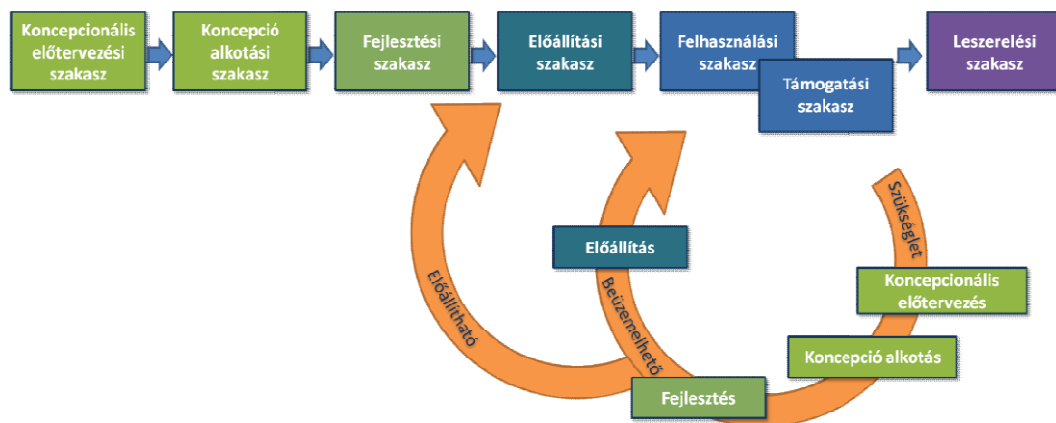 Koncepcionális
előtervezési
szakasz
Koncepció
alkotási
szakasz
Fejlesztési
szakasz
Előállítási
szakasz
Felhasználási
szakasz
Támogatási
szakasz
Leszerelési
szakasz
Szükséglet
Előállítás
Koncepcionális
előtervezés
Előállítható
Beüzemelhető
Koncepció alkotás
Fejlesztés